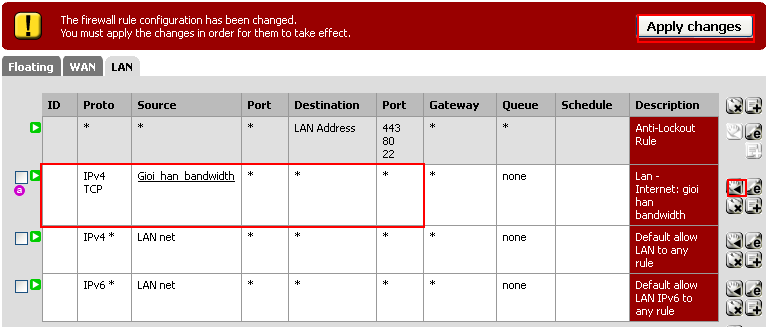 The firewall rule configuration has been changed.
You must apply the changes in order for them to take effect.
Apply changes
Floating WAN LAN
ID Proto Source Port Destination Port Gateway Queue Schedule Description
* * * LAN Address 443 * * Anti-Lockout
80 Rule
22
IPv4 Gioi_han_bandwidth * * * * none Lan -
TCP Internet: gioi
a han
bandwidth
IPv4 * LAN net * * * * none Default allow
LAN to any
rule
IPv6 * LAN net * * * * none Default allow
LAN IPv6 to
any rule